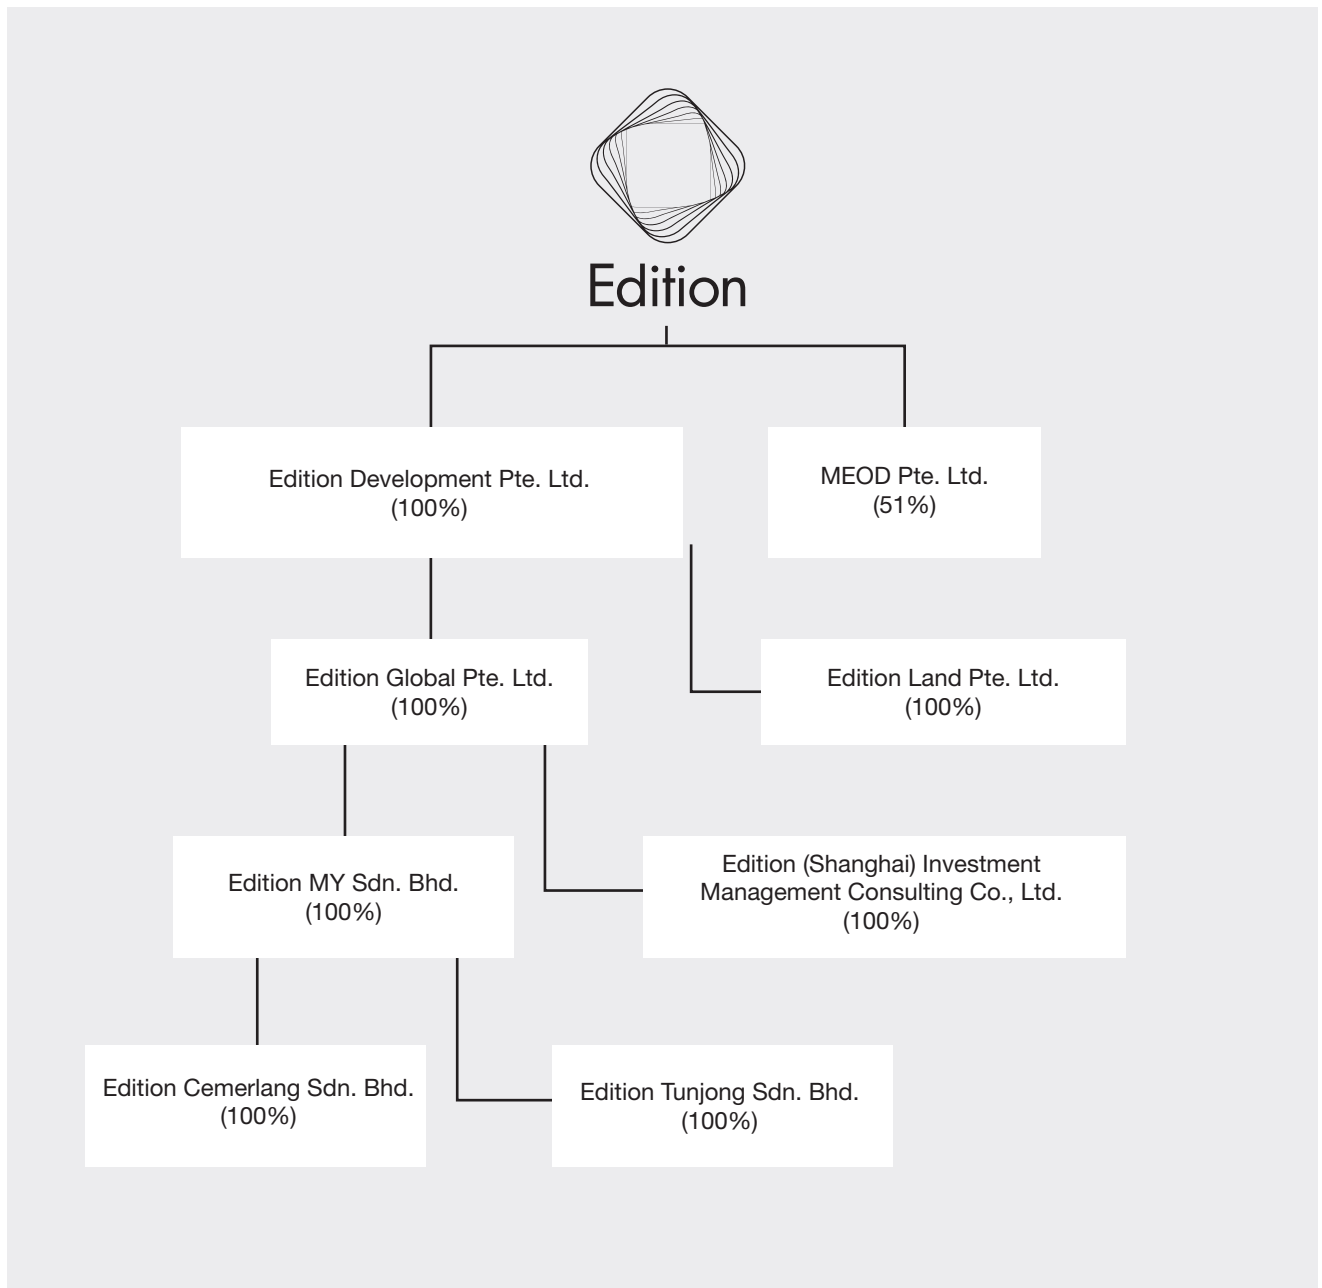 Edition
Edition Development Pte. Ltd.
(100%)
MEOD Pte. Ltd.
(51%)
Edition Global Pte. Ltd.
(100%)
Edition Land Pte. Ltd.
(100%)
Edition MY Sdn. Bhd.
(100%)
Edition (Shanghai) Investment
Management Consulting Co., Ltd.
(100%)
Edition Cemerlang Sdn. Bhd.
(100%)
Edition Tunjong Sdn. Bhd.
(100%)